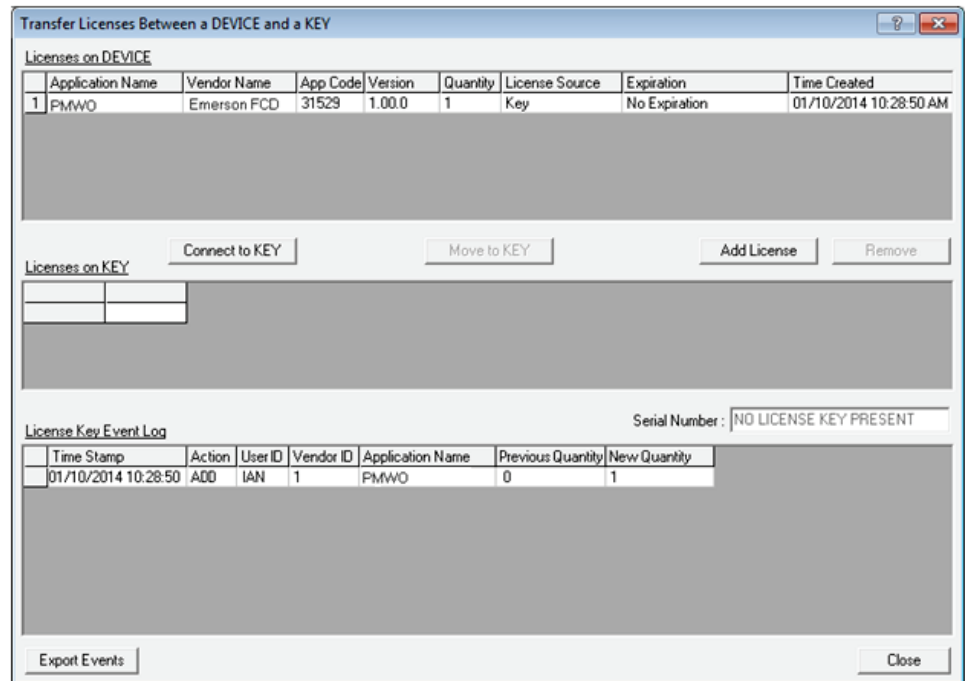 Transfer Licenses Between a DEVICE and a KEY
Licenses on DEVICE
Application Name Vendor Name App Code Version Quantity License Source Expiration Time Created
1 PMWO Emerson FCD 31529 1.00.0 1 Key No Expiration 01/10/2014 10:28:50 AM
Connect to KEY Move to KEY Add License Remove
Licenses on KEY
Serial Number : NO LICENSE KEY PRESENT
License Key Event Log
Time Stamp Action User ID Vendor ID Application Name Previous Quantity New Quantity
01/10/2014 10:28:50 ADD IAN 1 PMWO 0 1
Export Events Close